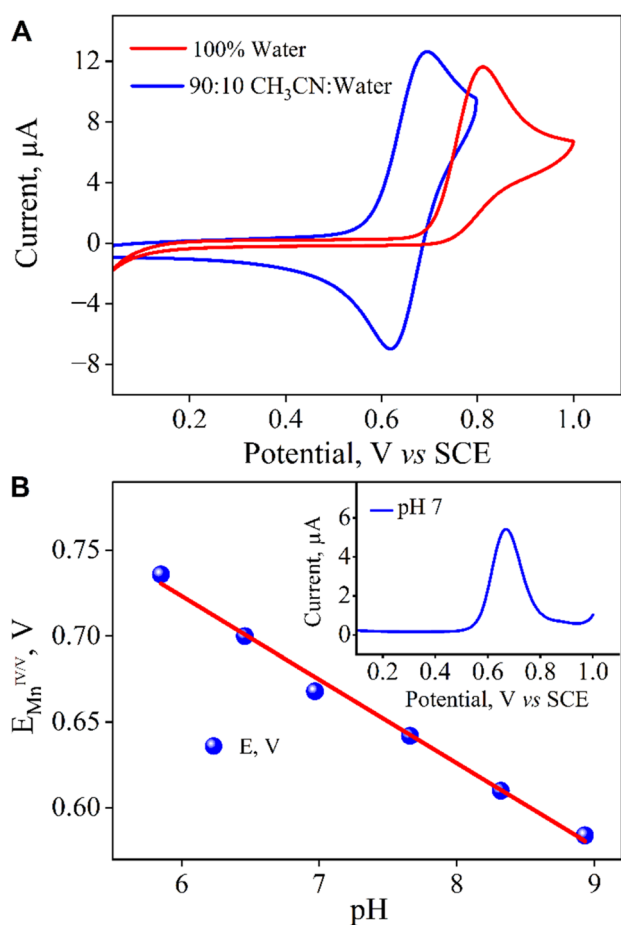 A
100% Water
90:10 CH₃CN:Water
12
8
4
0
−4
−8
Current, µA
0.2 0.4 0.6 0.8 1.0
Potential, V vs SCE
B
pH 7
6
4
2
0
Current, µA
0.2 0.4 0.6 0.8 1.0
Potential, V vs SCE
0.75
0.70
0.65
0.60
E_Mn^IV/V, V
E, V
6 7 8 9
pH